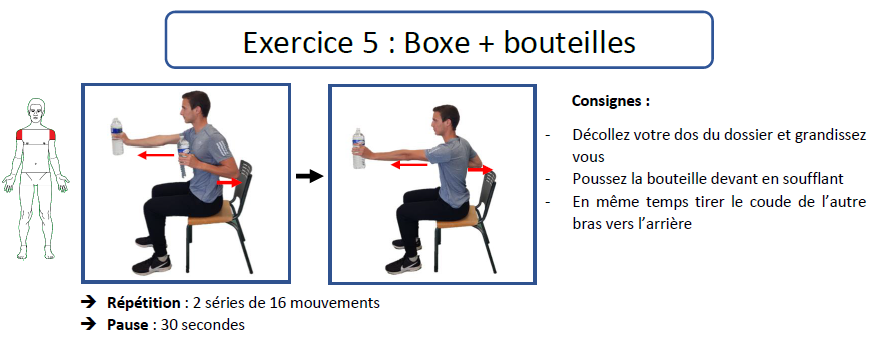 Exercice 5 : Boxe + bouteilles
Consignes :
- Décollez votre dos du dossier et grandissez
vous
- Poussez la bouteille devant en soufflant
- En même temps tirer le coude de l’autre
bras vers l’arrière
➔ Répétition : 2 séries de 16 mouvements
➔ Pause : 30 secondes